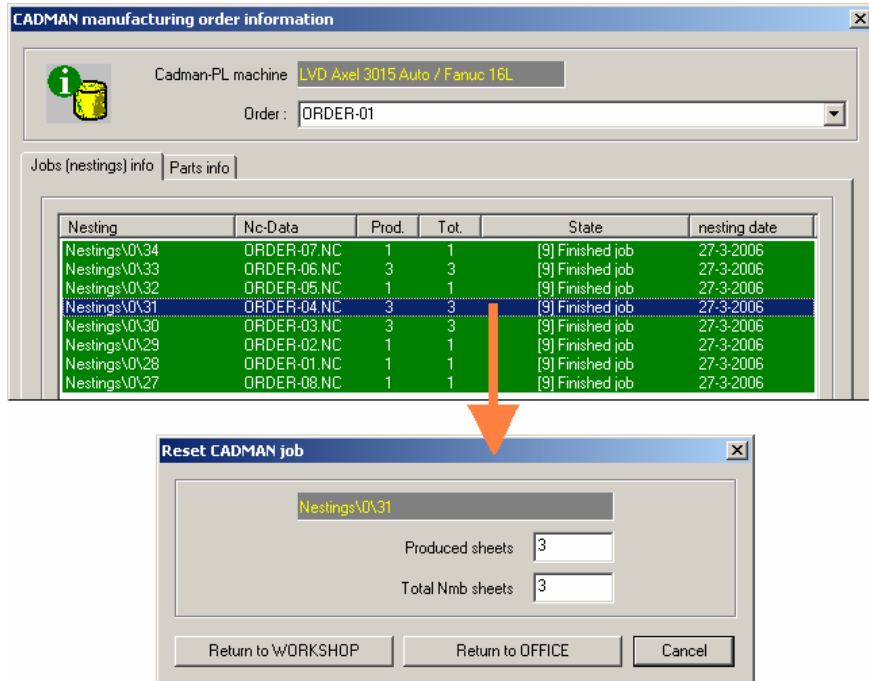 CADMAN manufacturing order information
Cadman-PL machine LVD Axel 3015 Auto / Fanuc 16L
Order : ORDER-01
Jobs (nestings) info Parts info
Nesting Nc-Data Prod. Tot. State nesting date
Nestings\0\34 ORDER-07.NC 1 1 [9] Finished job 27-3-2006
Nestings\0\33 ORDER-06.NC 3 3 [9] Finished job 27-3-2006
Nestings\0\32 ORDER-05.NC 1 1 [9] Finished job 27-3-2006
Nestings\0\31 ORDER-04.NC 3 3 [9] Finished job 27-3-2006
Nestings\0\30 ORDER-03.NC 3 3 [9] Finished job 27-3-2006
Nestings\0\29 ORDER-02.NC 1 1 [9] Finished job 27-3-2006
Nestings\0\28 ORDER-01.NC 1 1 [9] Finished job 27-3-2006
Nestings\0\27 ORDER-08.NC 1 1 [9] Finished job 27-3-2006
Reset CADMAN job
Nestings\0\31
Produced sheets 3
Total Nmb sheets 3
Return to WORKSHOP Return to OFFICE Cancel